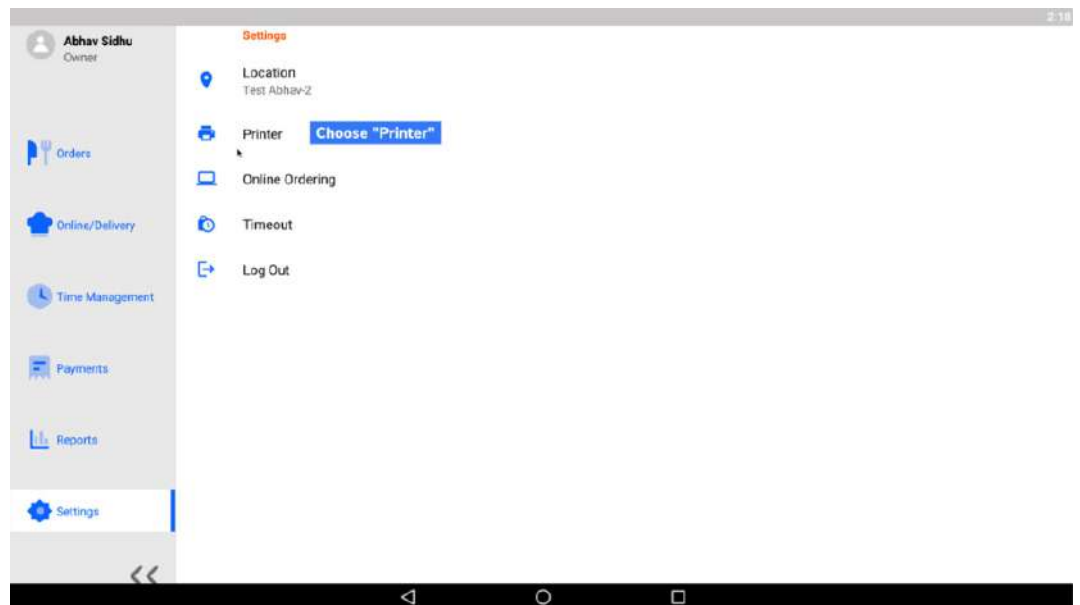 2:18
Abhav Sidhu
Owner
Orders
Online/Delivery
Time Management
Payments
Reports
Settings
Settings
Location
Test Abhav-2
Printer
Choose "Printer"
Online Ordering
Timeout
Log Out